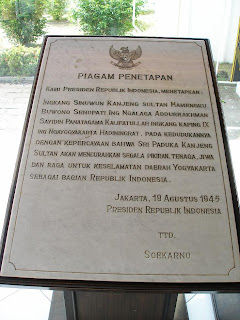 PIAGAM PENETAPAN
KAMI PRESIDEN REPUBLIK INDONESIA, MENETAPKAN:
INGKANG SINUWUN KANJENG SULTAN HAMENGKU
BUWONO SENOPATI ING NGALAGA ABDURRAKHMAN
SAYIDIN PANATAGAMA KALIFATULLAH INGKANG KAPING IX
ING NGAYOGYAKARTA HADININGRAT, PADA KEDUDUKANNYA
DENGAN KEPERCAYAAN BAHWA SRI PADUKA KANJENG
SULTAN AKAN MENCURAHKAN SEGALA PIKIRAN, TENAGA, JIWA
DAN RAGA UNTUK KESELAMATAN DAERAH YOGYAKARTA
SEBAGAI BAGIAN REPUBLIK INDONESIA.
JAKARTA, 19 AGUSTUS 1945
PRESIDEN REPUBLIK INDONESIA
TTD.
SOEKARNO